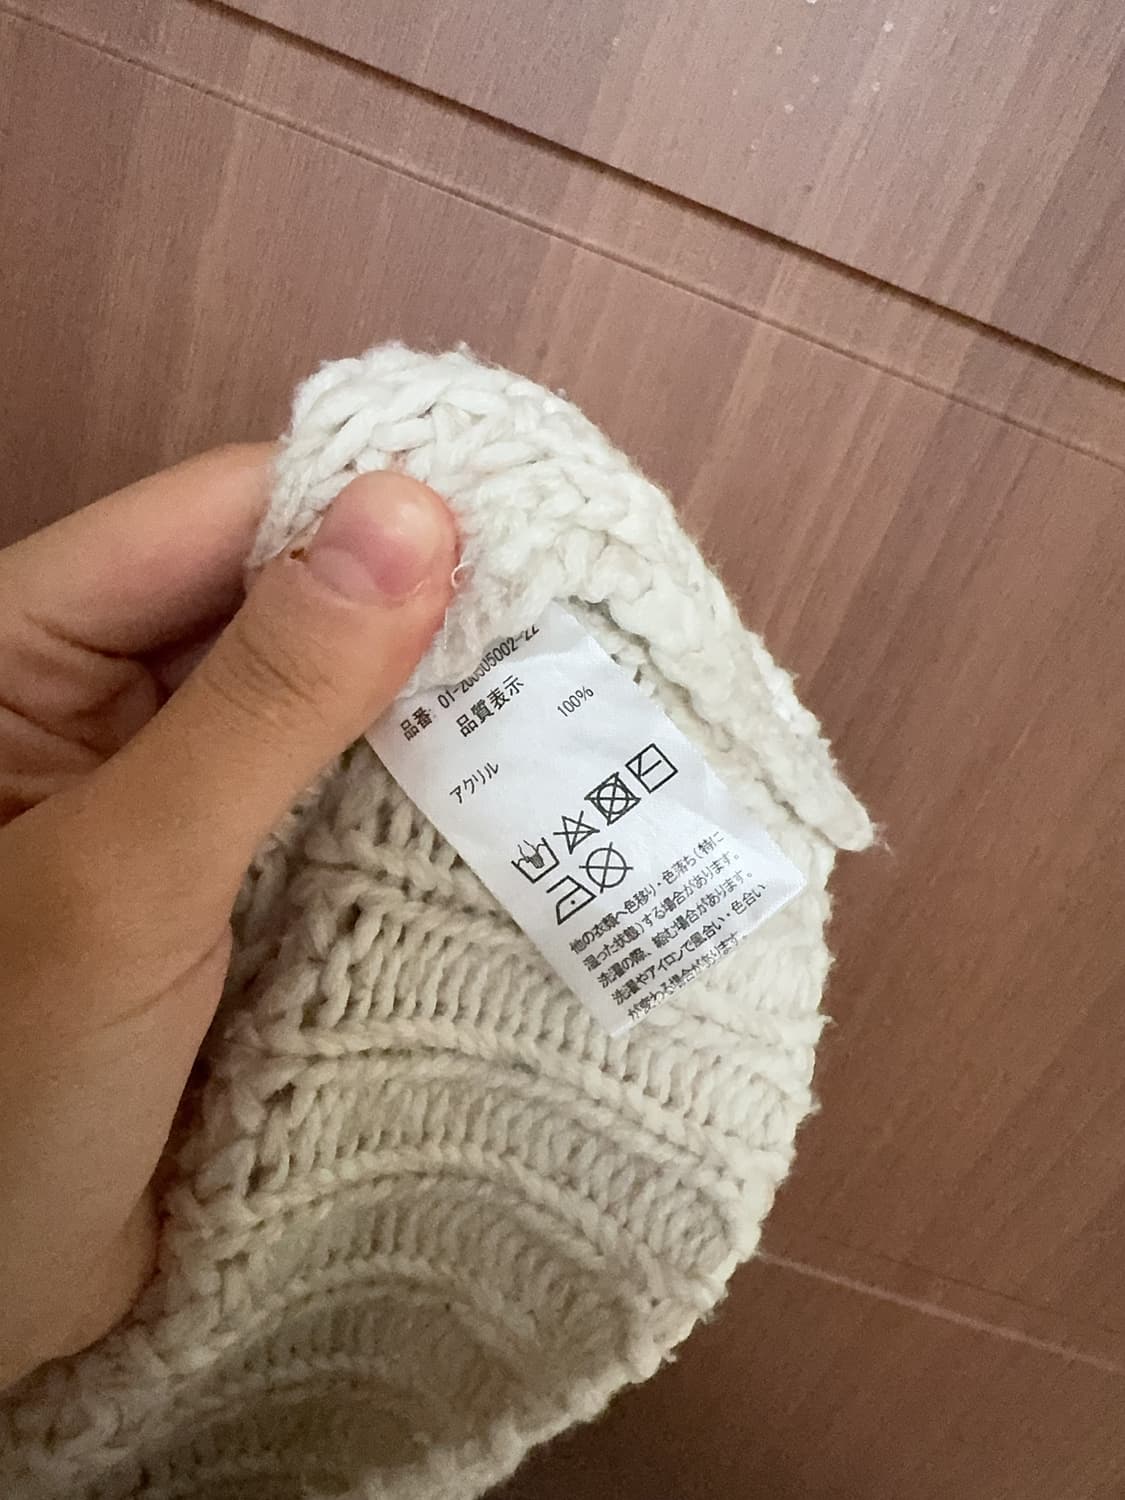 品番: 01-
品質表示
アクリル 100%
他の衣類へ色移り・色落ち(特に
湿った状態)する場合があります。
洗濯の際、縮む場合があります。
洗濯やアイロンで風合い・色合い
が変わる場合があります。